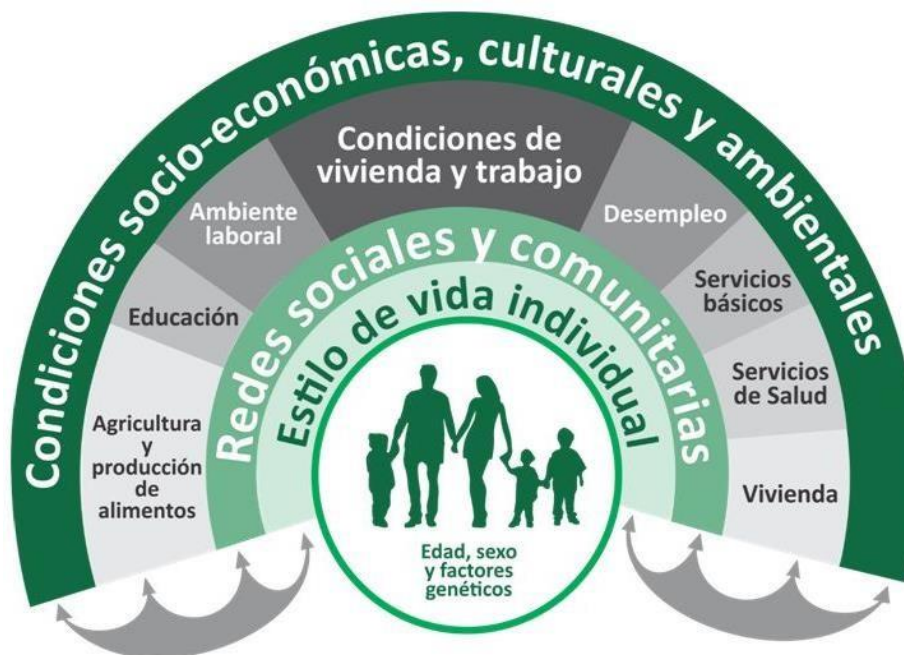 Condiciones socio-económicas, culturales y ambientales
Condiciones de
vivienda y trabajo
Ambiente
laboral
Desempleo
Educación
Servicios
básicos
Agricultura
y
producción
de
alimentos
Servicios
de Salud
Vivienda
Redes sociales y comunitarias
Estilo de vida individual
Edad, sexo
y factores
genéticos